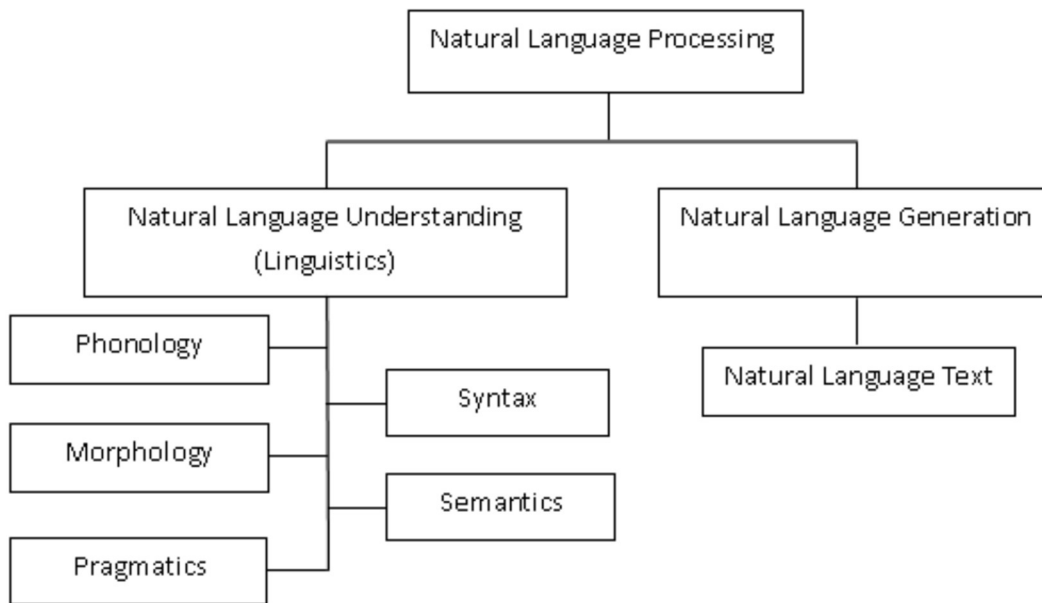 Natural Language Processing
Natural Language Understanding
(Linguistics)
Natural Language Generation
Phonology
Natural Language Text
Syntax
Morphology
Semantics
Pragmatics